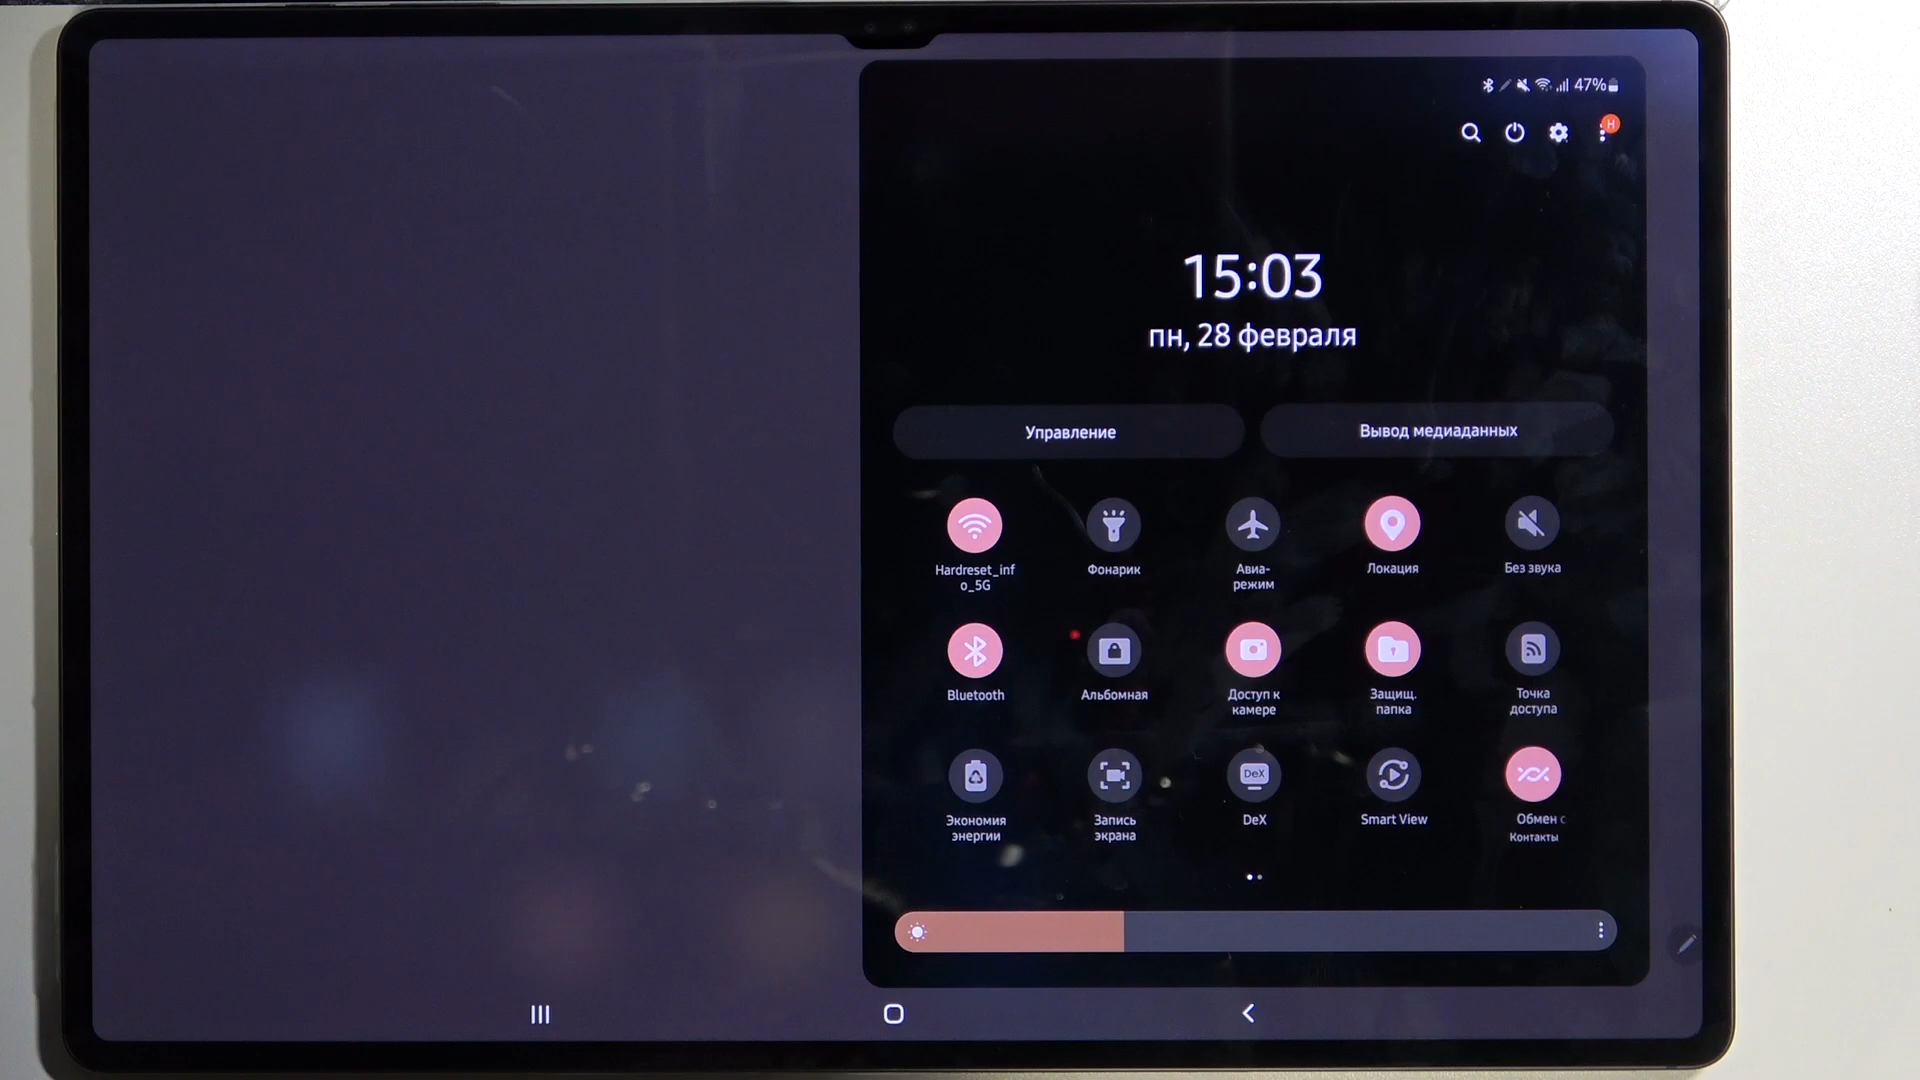 47%
Н
15:03
пн, 28 февраля
Управление
Вывод медиаданных
Hardreset_inf
o_5G
Фонарик
Авиа-
режим
Локация
Без звука
Bluetooth
Альбомная
Доступ к
камере
Защищ.
папка
Точка
доступа
Экономия
энергии
Запись
экрана
DeX
DeX
Smart View
Обмен с
Контакты